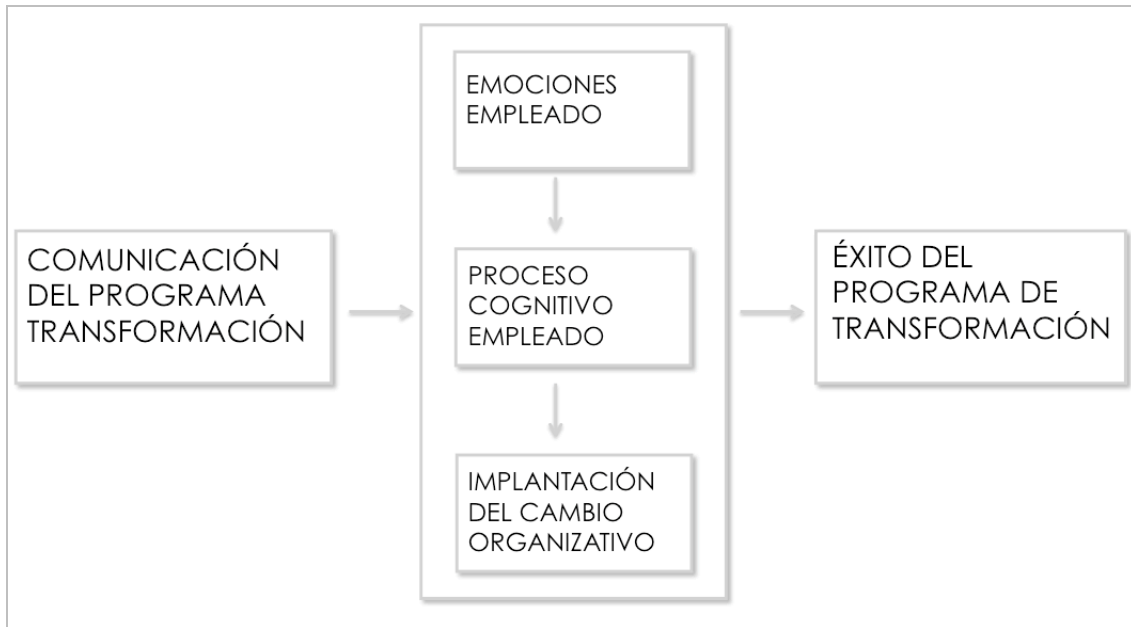 COMUNICACIÓN
DEL PROGRAMA
TRANSFORMACIÓN
EMOCIONES
EMPLEADO
PROCESO
COGNITIVO
EMPLEADO
IMPLANTACIÓN
DEL CAMBIO
ORGANIZATIVO
ÉXITO DEL
PROGRAMA DE
TRANSFORMACIÓN